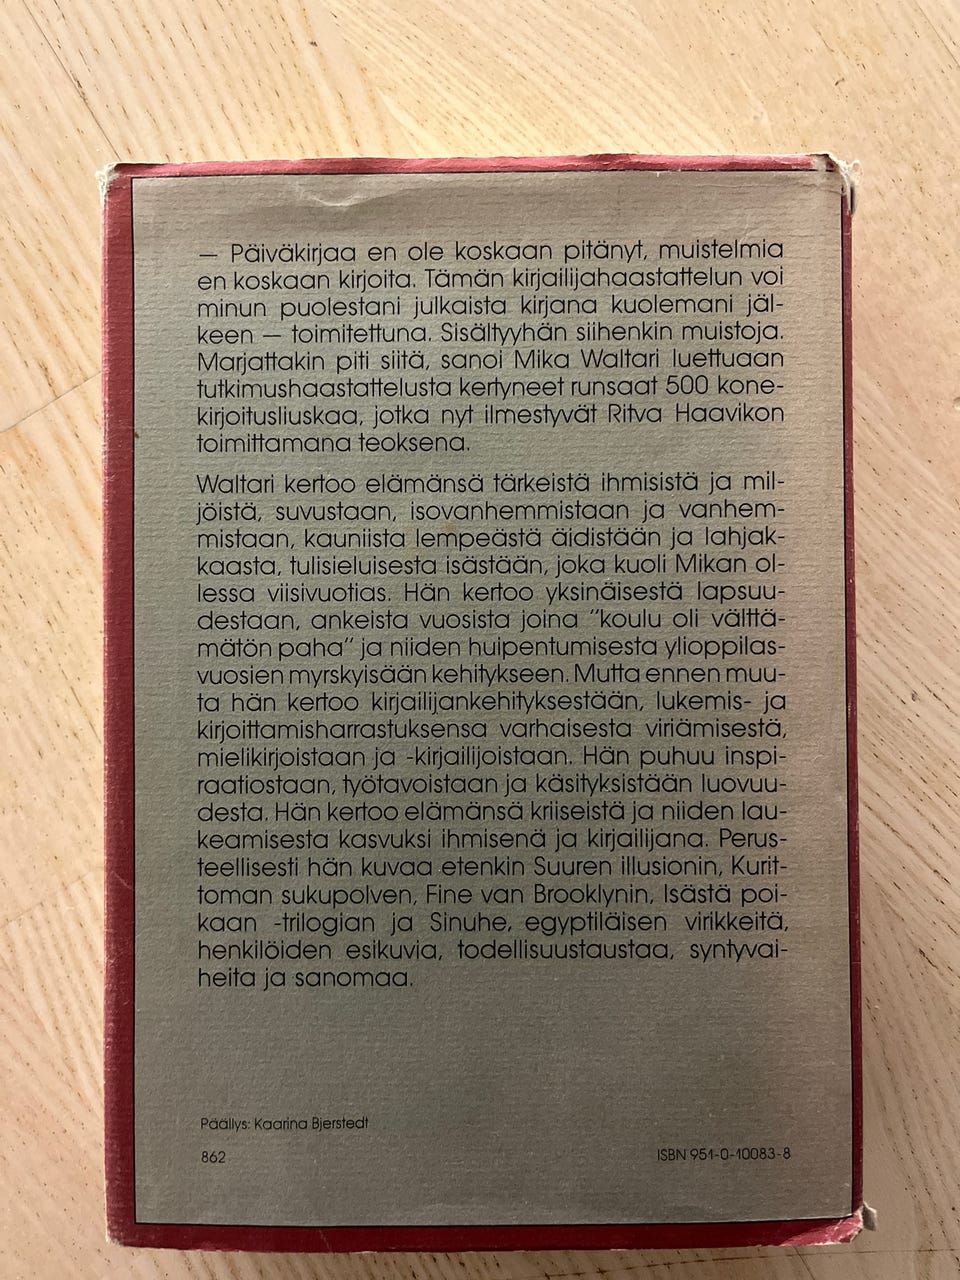 — Päiväkirjaa en ole koskaan pitänyt, muistelmia
en koskaan kirjoita. Tämän kirjailijahaastattelun voi
minun puolestani julkaista kirjana kuolemani jäl-
keen — toimitettuna. Sisältyyhän siihenkin muistoja.
Marjattakin piti siitä, sanoi Mika Waltari luettuaan
tutkimushaastattelusta kertyneet runsaat 500 kone-
kirjoitusliuskaa, jotka nyt ilmestyvät Ritva Haavikon
toimittamana teoksena.
Waltari kertoo elämänsä tärkeistä ihmisistä ja mil-
jöistä, suvustaan, isovanhemmistaan ja vanhem-
mistaan, kauniista lempeästä äidistään ja lahjak-
kaasta, tulisieluisesta isästään, joka kuoli Mikan ol-
lessa viisivuotias. Hän kertoo yksinäisestä lapsuu-
destaan, ankeista vuosista joina "koulu oli välttä-
mätön paha" ja niiden huipentumisesta ylioppilas-
vuosien myrskyisään kehitykseen. Mutta ennen muu-
ta hän kertoo kirjailijankehityksestään, lukemis- ja
kirjoittamisharrastuksensa varhaisesta viriämisestä,
mielikirjoistaan ja -kirjailijoistaan. Hän puhuu inspi-
raatiostaan, työtavoistaan ja käsityksistään luovuu-
desta. Hän kertoo elämänsä kriiseistä ja niiden lau-
keamisesta kasvuksi ihmisenä ja kirjailijana. Perus-
teellisesti hän kuvaa etenkin Suuren illusionin, Kurit-
toman sukupolven, Fine van Brooklynin, Isästä poi-
kaan -trilogian ja Sinuhe, egyptiläisen virikkeitä,
henkilöiden esikuvia, todellisuustaustaa, syntyvai-
heita ja sanomaa.
Päällys: Kaarina Bjerstedt
862
ISBN 951-0-10083-8